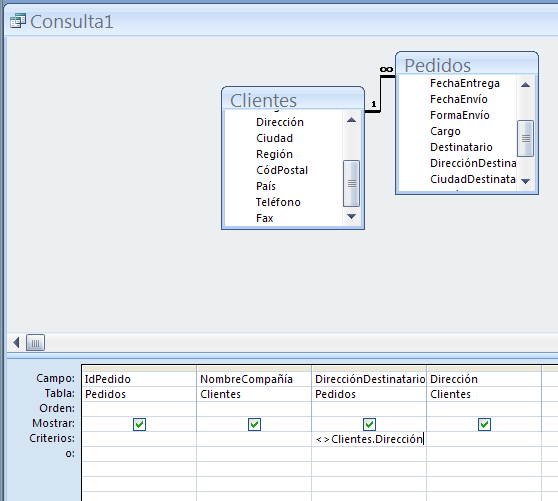 Consulta1
Pedidos
FechaEntrega
FechaEnvío
FormaEnvío
Cargo
Destinatario
DirecciónDestina
CiudadDestinata
∞
1
Clientes
Dirección
Ciudad
Región
CódPostal
País
Teléfono
Fax
Campo: IdPedido NombreCompañía DirecciónDestinatario Dirección
Tabla: Pedidos Clientes Pedidos Clientes
Orden:
Mostrar:
Criterios: <>Clientes.Dirección
o: